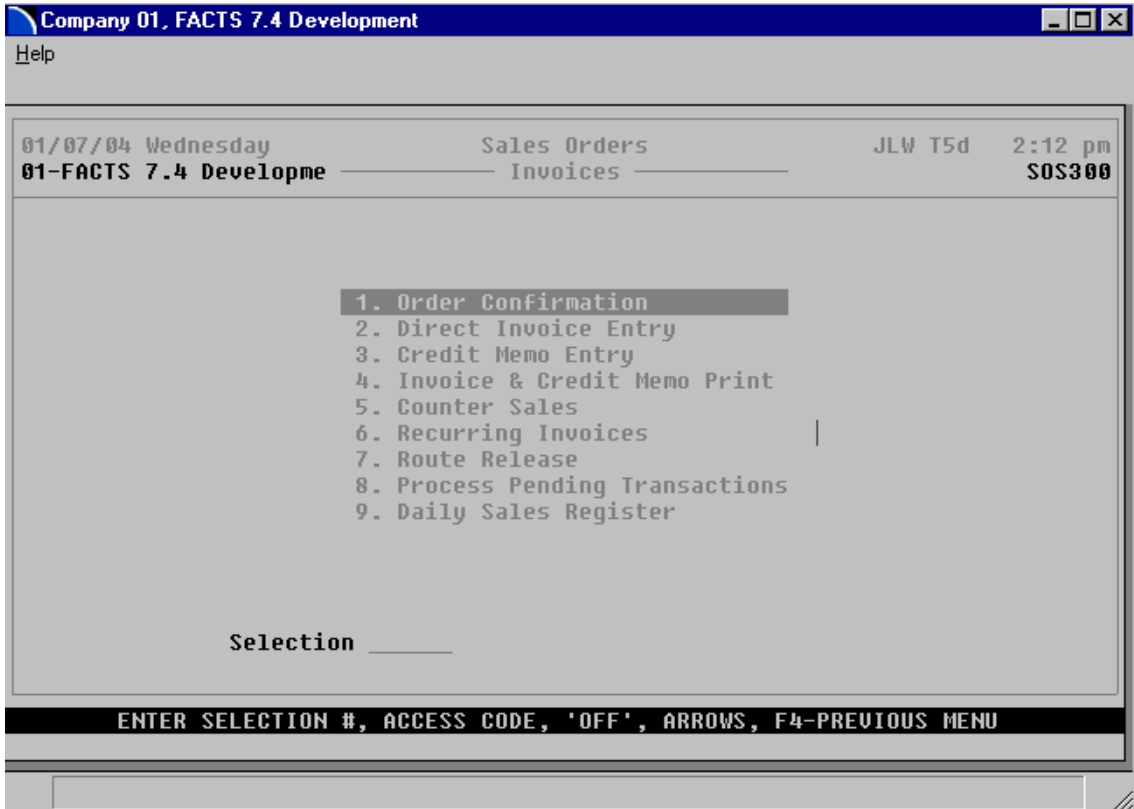 Company 01, FACTS 7.4 Development
Help
01/07/04 Wednesday Sales Orders JLW T5d 2:12 pm
01-FACTS 7.4 Developme Invoices SOS300
1. Order Confirmation
2. Direct Invoice Entry
3. Credit Memo Entry
4. Invoice & Credit Memo Print
5. Counter Sales
6. Recurring Invoices
7. Route Release
8. Process Pending Transactions
9. Daily Sales Register
Selection ______
ENTER SELECTION #, ACCESS CODE, 'OFF', ARROWS, F4-PREVIOUS MENU